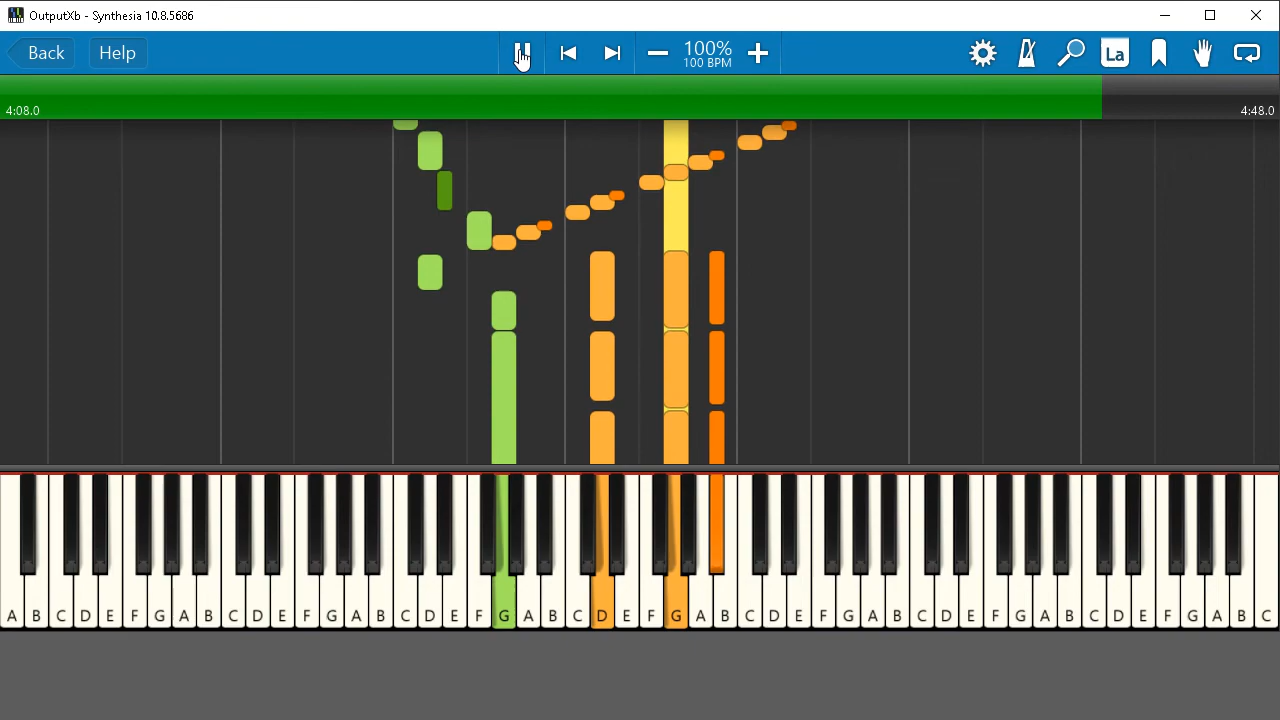 OutputXb - Synthesia 10.8.5686
Back Help 100% La
100 BPM
4:08.0 4:48.0
A B C D E F G A B C D E F G A B C D E F G A B C D E F G A B C D E F G A B C D E F G A B C D E F G A B C